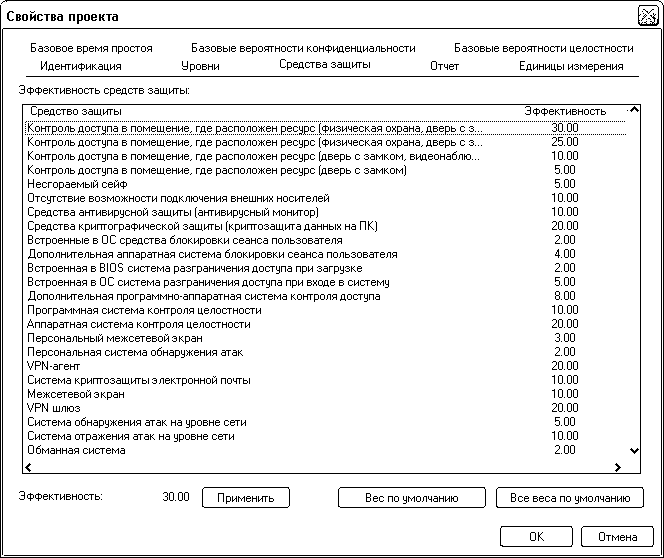 Свойства проекта
Базовое время простоя Базовые вероятности конфиденциальности Базовые вероятности целостности
Идентификация Уровни Средства защиты Отчет Единицы измерения
Эффективность средств защиты:
Средство защиты Эффективность
Контроль доступа в помещение, где расположен ресурс (физическая охрана, дверь с з... 30.00
Контроль доступа в помещение, где расположен ресурс (физическая охрана, дверь с з... 25.00
Контроль доступа в помещение, где расположен ресурс (дверь с замком, видеонаблю... 10.00
Контроль доступа в помещение, где расположен ресурс (дверь с замком) 5.00
Несгораемый сейф 5.00
Отсутствие возможности подключения внешних носителей 10.00
Средства антивирусной защиты (антивирусный монитор) 10.00
Средства криптографической защиты (криптозащита данных на ПК) 20.00
Встроенные в ОС средства блокировки сеанса пользователя 2.00
Дополнительная аппаратная система блокировки сеанса пользователя 4.00
Встроенная в BIOS система разграничения доступа при загрузке 2.00
Встроенная в ОС система разграничения доступа при входе в систему 5.00
Дополнительная программно-аппаратная система контроля доступа 8.00
Программная система контроля целостности 10.00
Аппаратная система контроля целостности 20.00
Персональный межсетевой экран 3.00
Персональная система обнаружения атак 2.00
VPN-агент 20.00
Система криптозащиты электронной почты 10.00
Межсетевой экран 10.00
VPN шлюз 20.00
Система обнаружения атак на уровне сети 5.00
Система отражения атак на уровне сети 10.00
Обманная система 2.00
Эффективность: 30.00 Применить Вес по умолчанию Все веса по умолчанию
OK Отмена